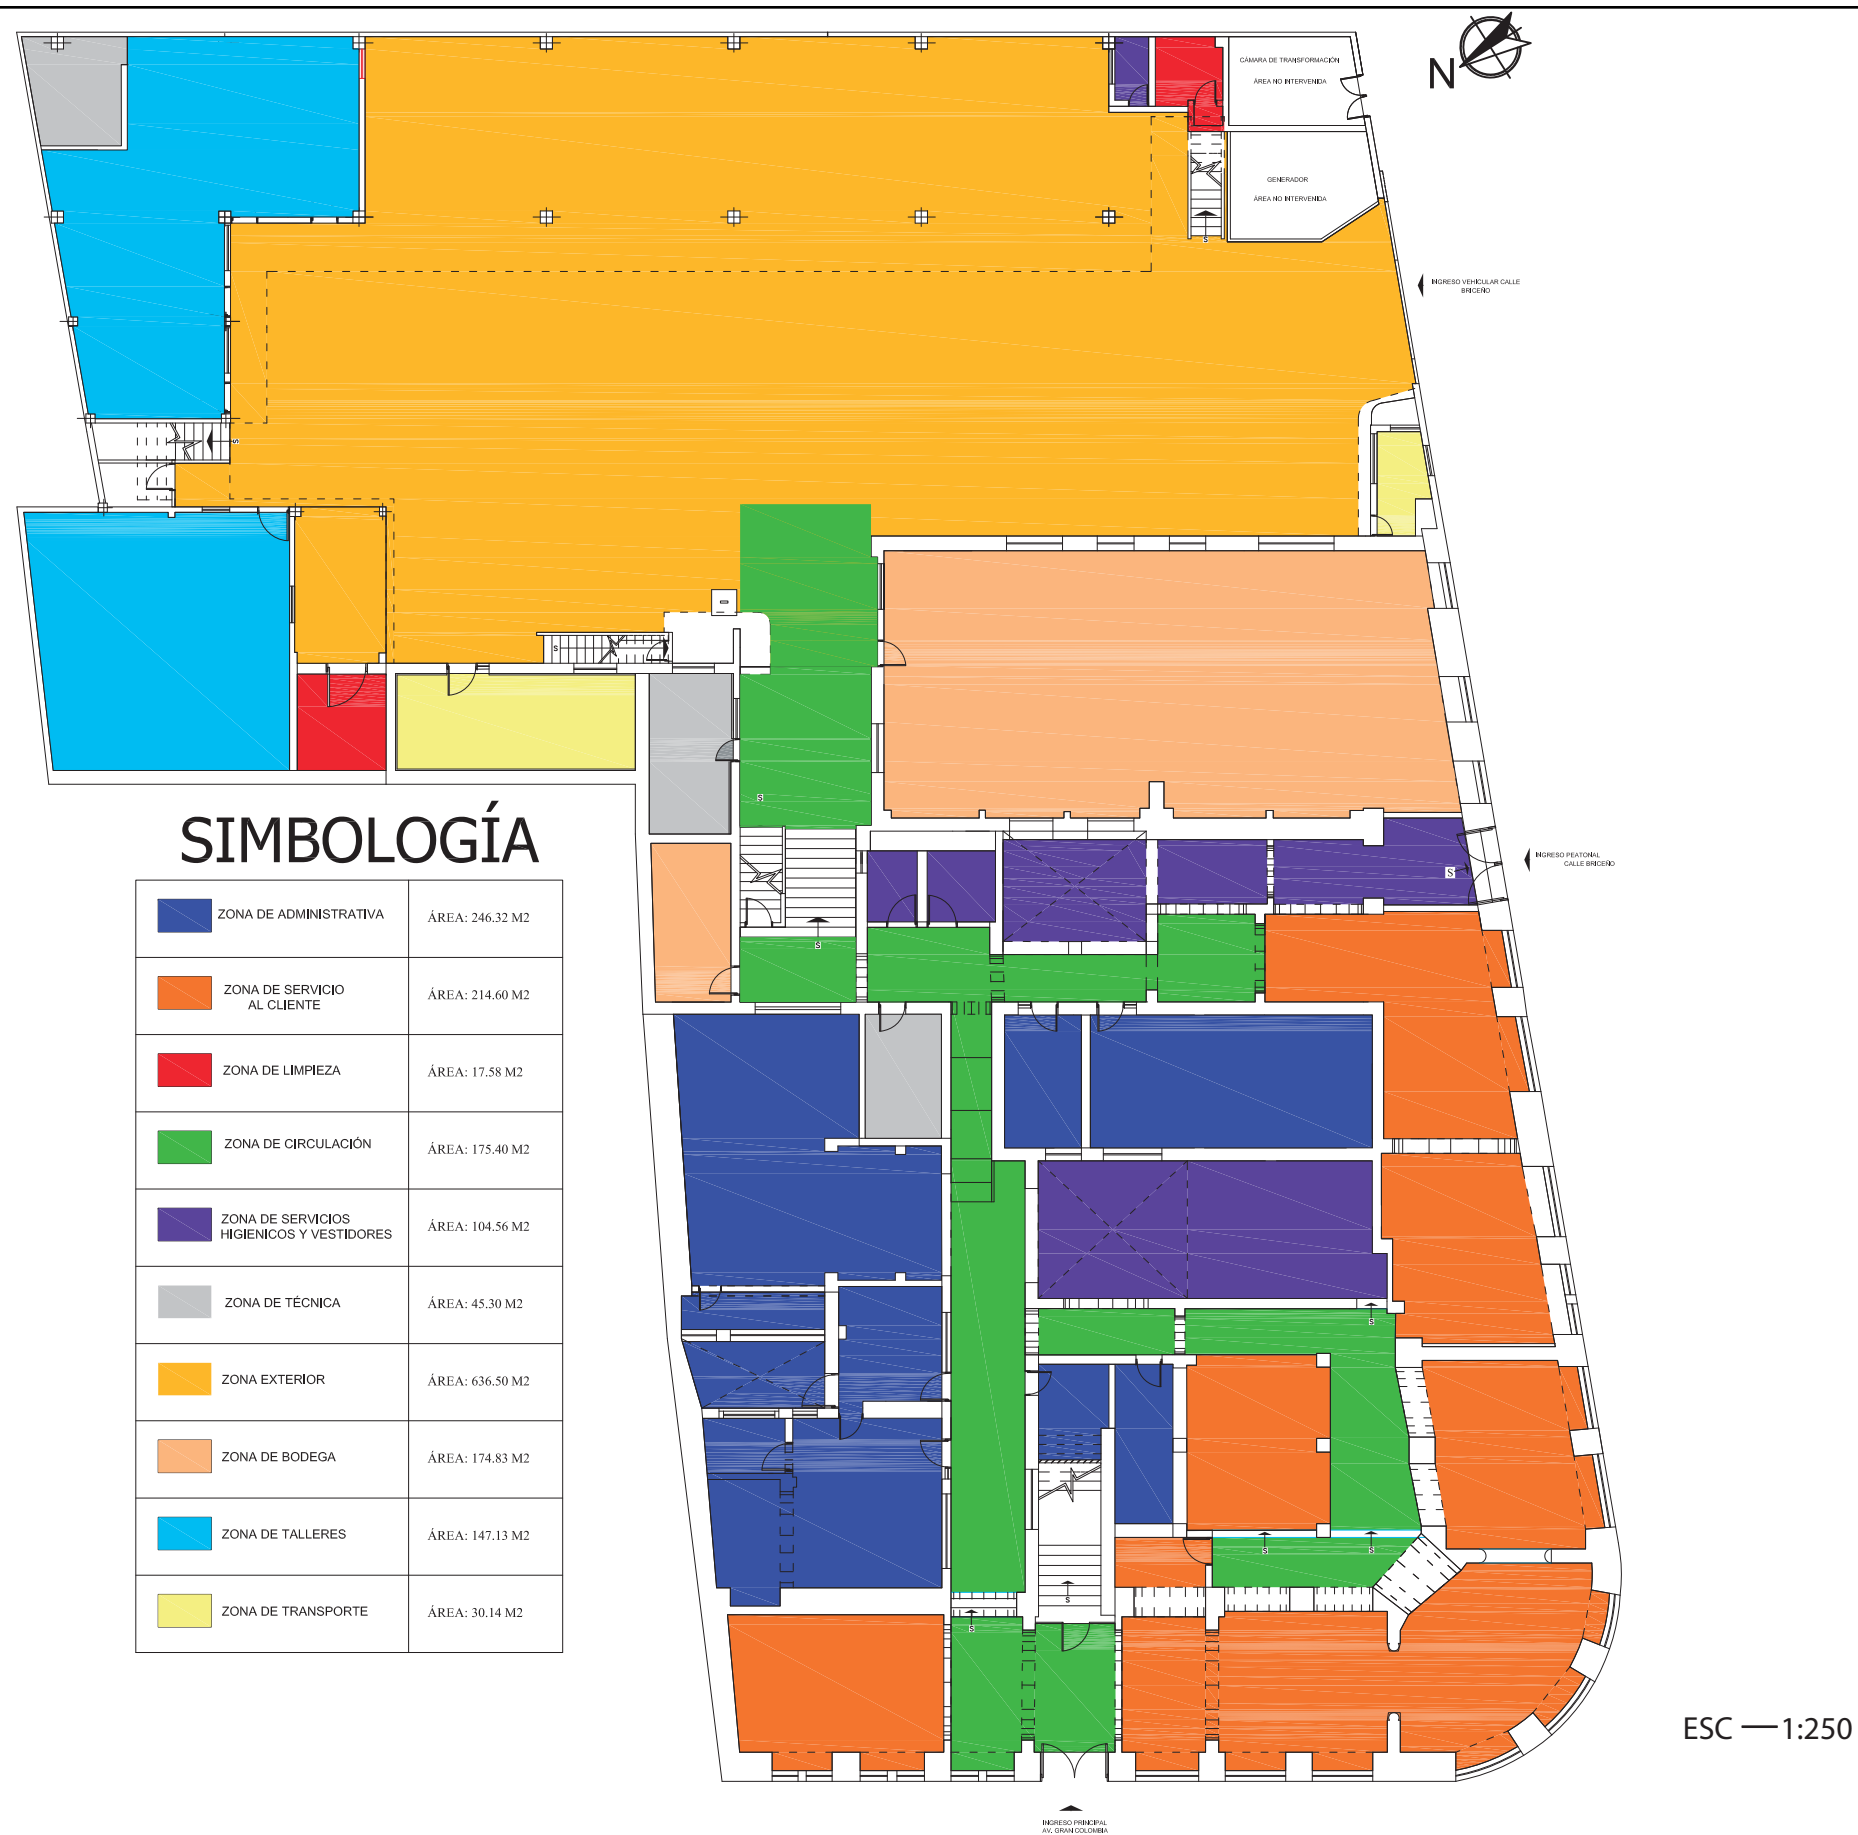 N
CÁMARA DE TRANSFORMACIÓN
ÁREA NO INTERVENIDA
GENERADOR
ÁREA NO INTERVENIDA
S
INGRESO VEHICULAR CALLE
BRICEÑO
S
S
S
SIMBOLOGÍA
INGRESO PEATONAL
CALLE BRICEÑO
S
S
ZONA DE ADMINISTRATIVA
ÁREA: 246.32 M2
ZONA DE SERVICIO
AL CLIENTE
ÁREA: 214.60 M2
ZONA DE LIMPIEZA
ÁREA: 17.58 M2
ZONA DE CIRCULACIÓN
ÁREA: 175.40 M2
ZONA DE SERVICIOS
HIGIENICOS Y VESTIDORES
ÁREA: 104.56 M2
ZONA DE TÉCNICA
ÁREA: 45.30 M2
ZONA EXTERIOR
ÁREA: 636.50 M2
ZONA DE BODEGA
ÁREA: 174.83 M2
ZONA DE TALLERES
ÁREA: 147.13 M2
ZONA DE TRANSPORTE
ÁREA: 30.14 M2
S
S
S
S
S
ESC — 1:250
INGRESO PRINCIPAL
AV. GRAN COLOMBIA